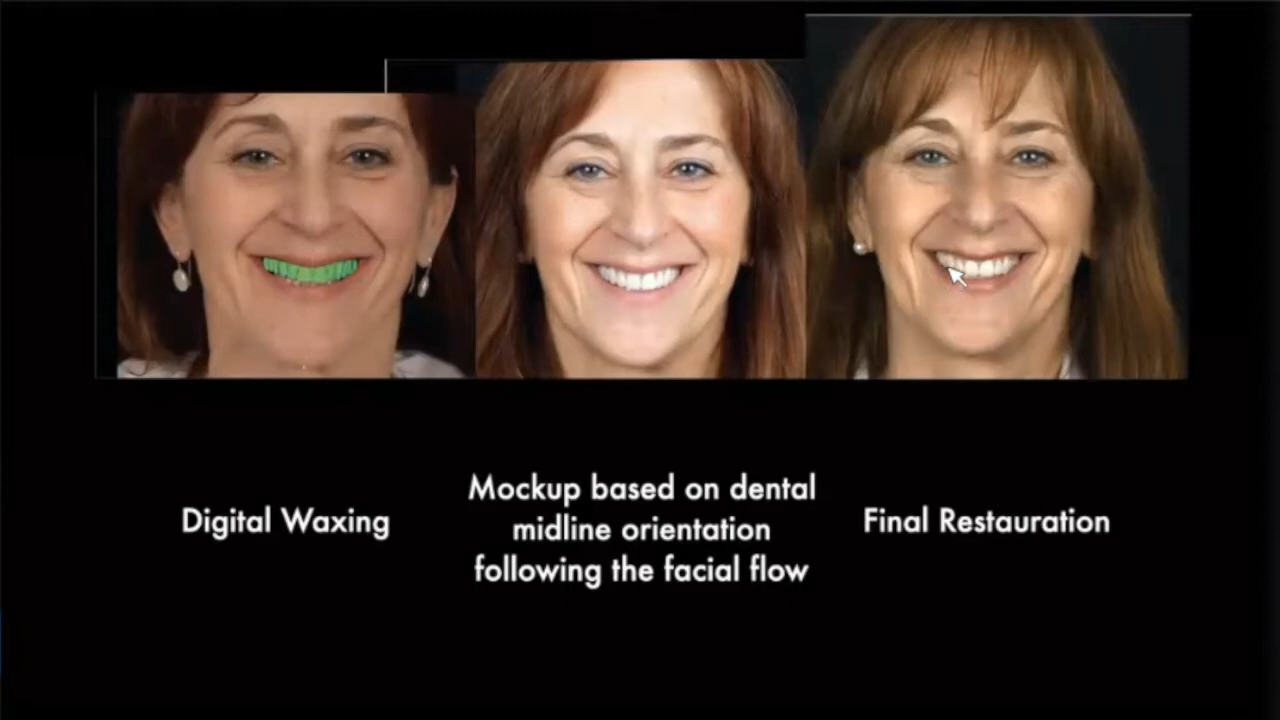 Digital Waxing
Mockup based on dental
midline orientation
following the facial flow
Final Restauration